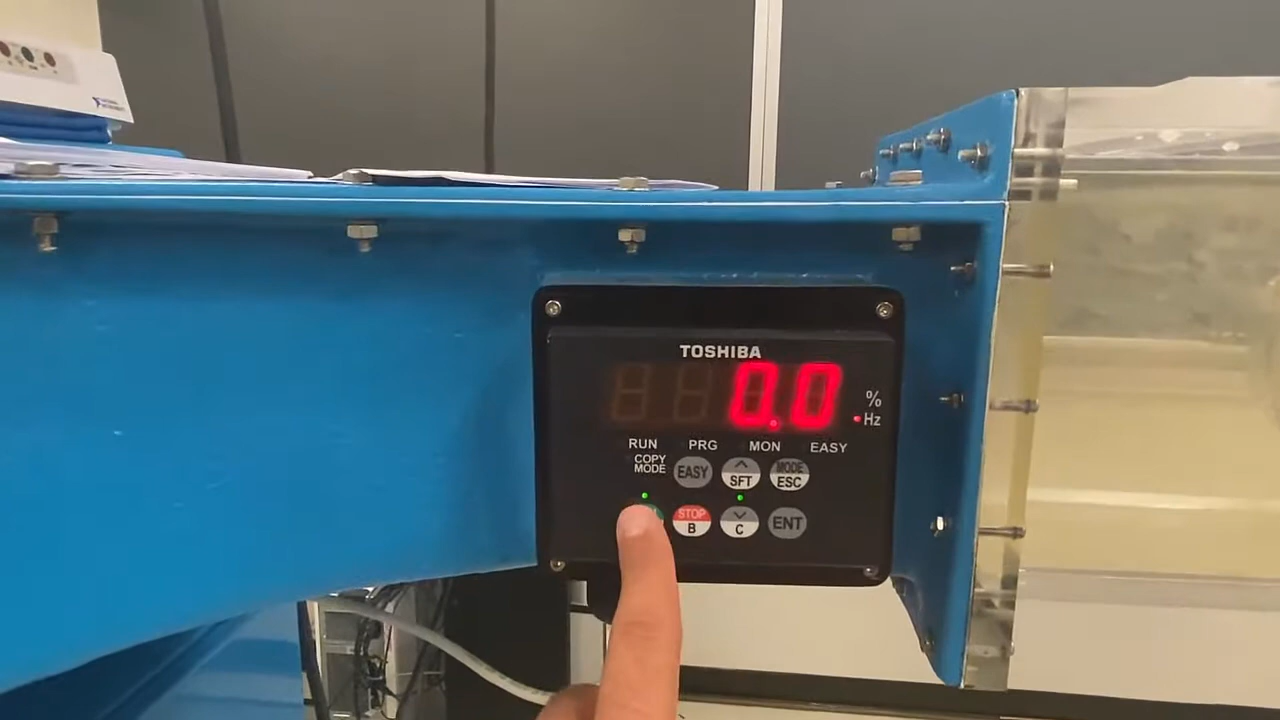 TOSHIBA
0.0
%
Hz
RUN PRG MON EASY
COPY
MODE
EASY
SFT
MODE
ESC
STOP
B
C
ENT